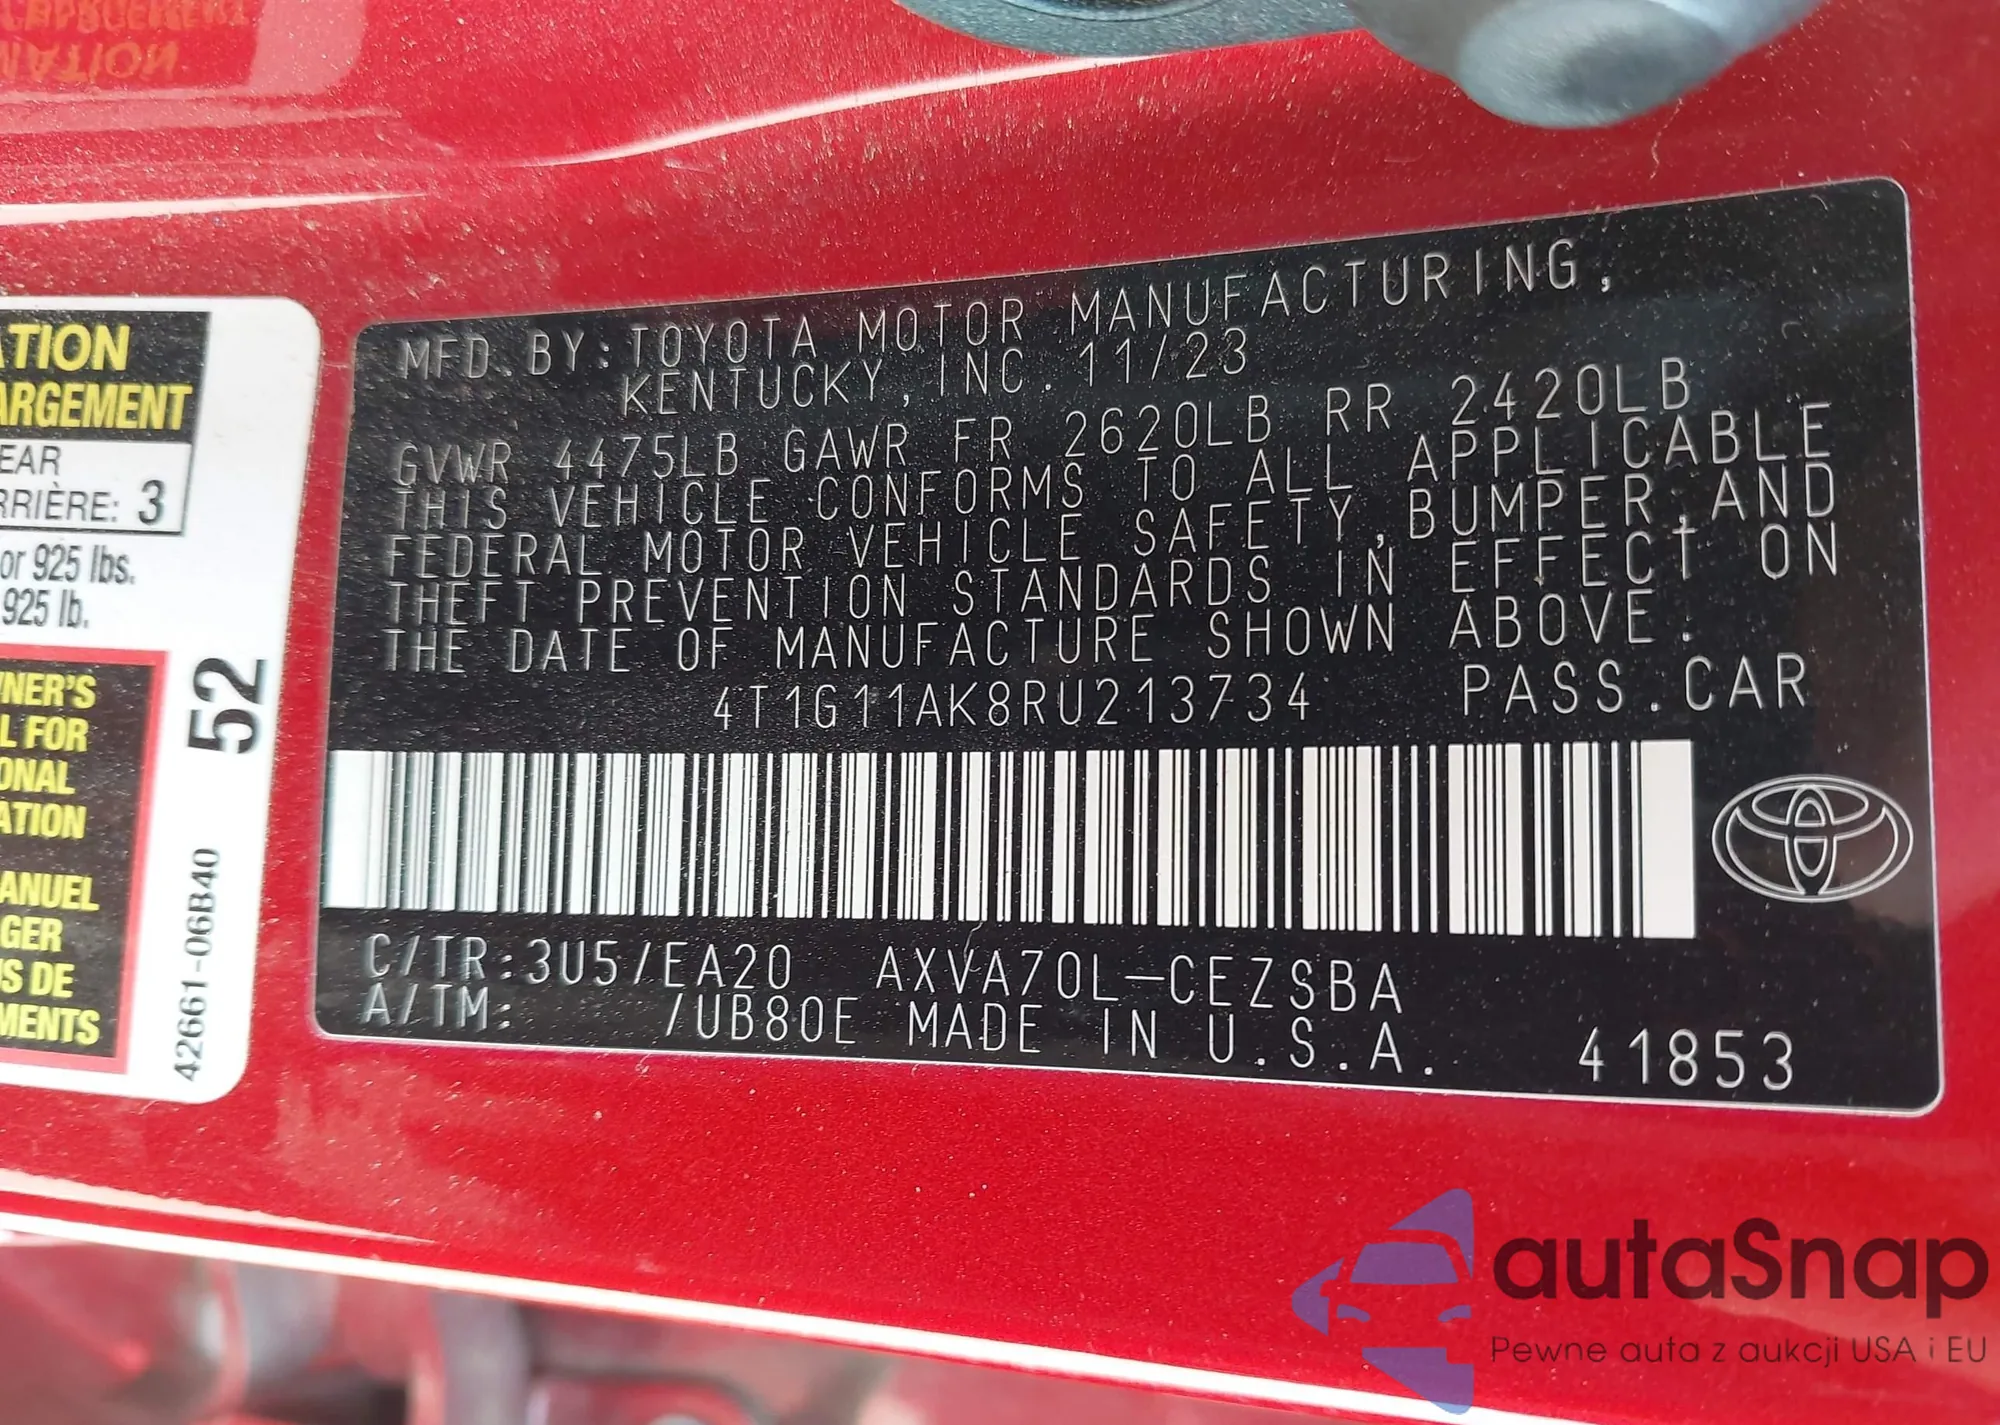 ATION
ARGEMENT
EAR
RRIÈRE: 3
or 925 lbs.
925 lb.
NER'S
L FOR
ONAL
ATION
ANUEL
GER
US DE
MENTS
52
42661-06B40
MFD.BY:TOYOTA MOTOR MANUFACTURING,
KENTUCKY,INC.11/23
GVWR 4475LB GAWR FR 2620LB RR 2420LB
THIS VEHICLE CONFORMS TO ALL APPLICABLE
FEDERAL MOTOR VEHICLE SAFETY,BUMPER,AND
THEFT PREVENTION STANDARDS IN EFFECT ON
THE DATE OF MANUFACTURE SHOWN ABOVE.
4T1G11AK8RU213734 PASS.CAR
C/TR:3U5/EA20 AXVA70L-CEZSBA
A/TM: /UB80E MADE IN U.S.A. 41853
autaSnap
Pewne auta z aukcji USA i EU